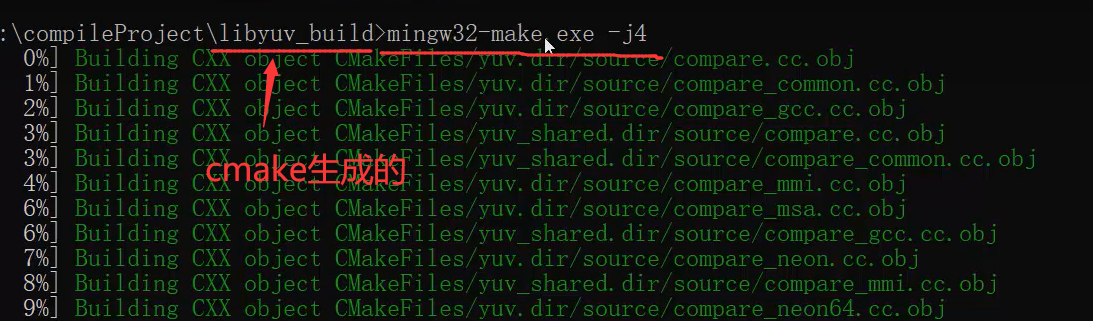 :\compileProject\libyuv_build>mingw32-make.exe -j4
0%] Building CXX object CMakeFiles/yuv.dir/source/compare.cc.obj
1%] Building CXX object CMakeFiles/yuv.dir/source/compare_common.cc.obj
2%] Building CXX object CMakeFiles/yuv.dir/source/compare_gcc.cc.obj
3%] Building CXX object CMakeFiles/yuv_shared.dir/source/compare.cc.obj
3%] Building CXX object CMakeFiles/yuv_shared.dir/source/compare_common.cc.obj
cmake生成的
4%] Building CXX object CMakeFiles/yuv.dir/source/compare_mmi.cc.obj
6%] Building CXX object CMakeFiles/yuv.dir/source/compare_msa.cc.obj
6%] Building CXX object CMakeFiles/yuv_shared.dir/source/compare_gcc.cc.obj
7%] Building CXX object CMakeFiles/yuv.dir/source/compare_neon.cc.obj
8%] Building CXX object CMakeFiles/yuv_shared.dir/source/compare_mmi.cc.obj
9%] Building CXX object CMakeFiles/yuv.dir/source/compare_neon64.cc.obj